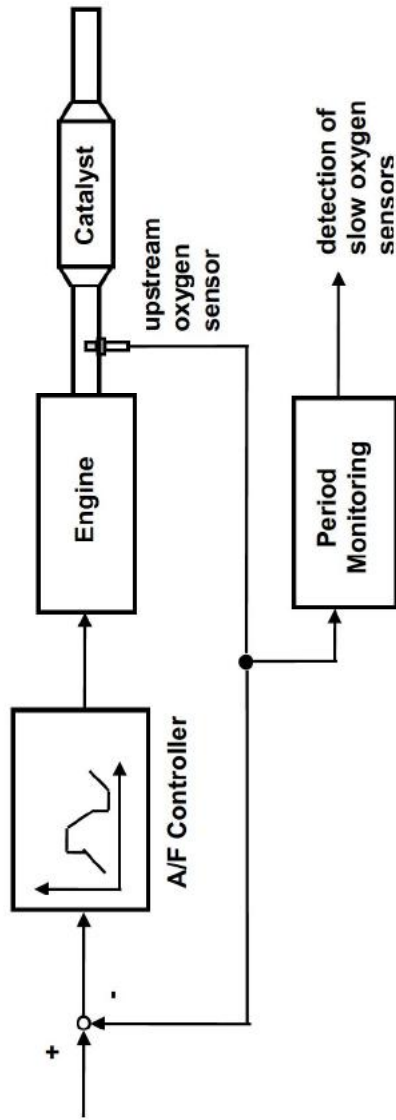 +
-
A/F Controller
Engine
upstream
oxygen
sensor
Catalyst
Period
Monitoring
detection of
slow oxygen
sensors